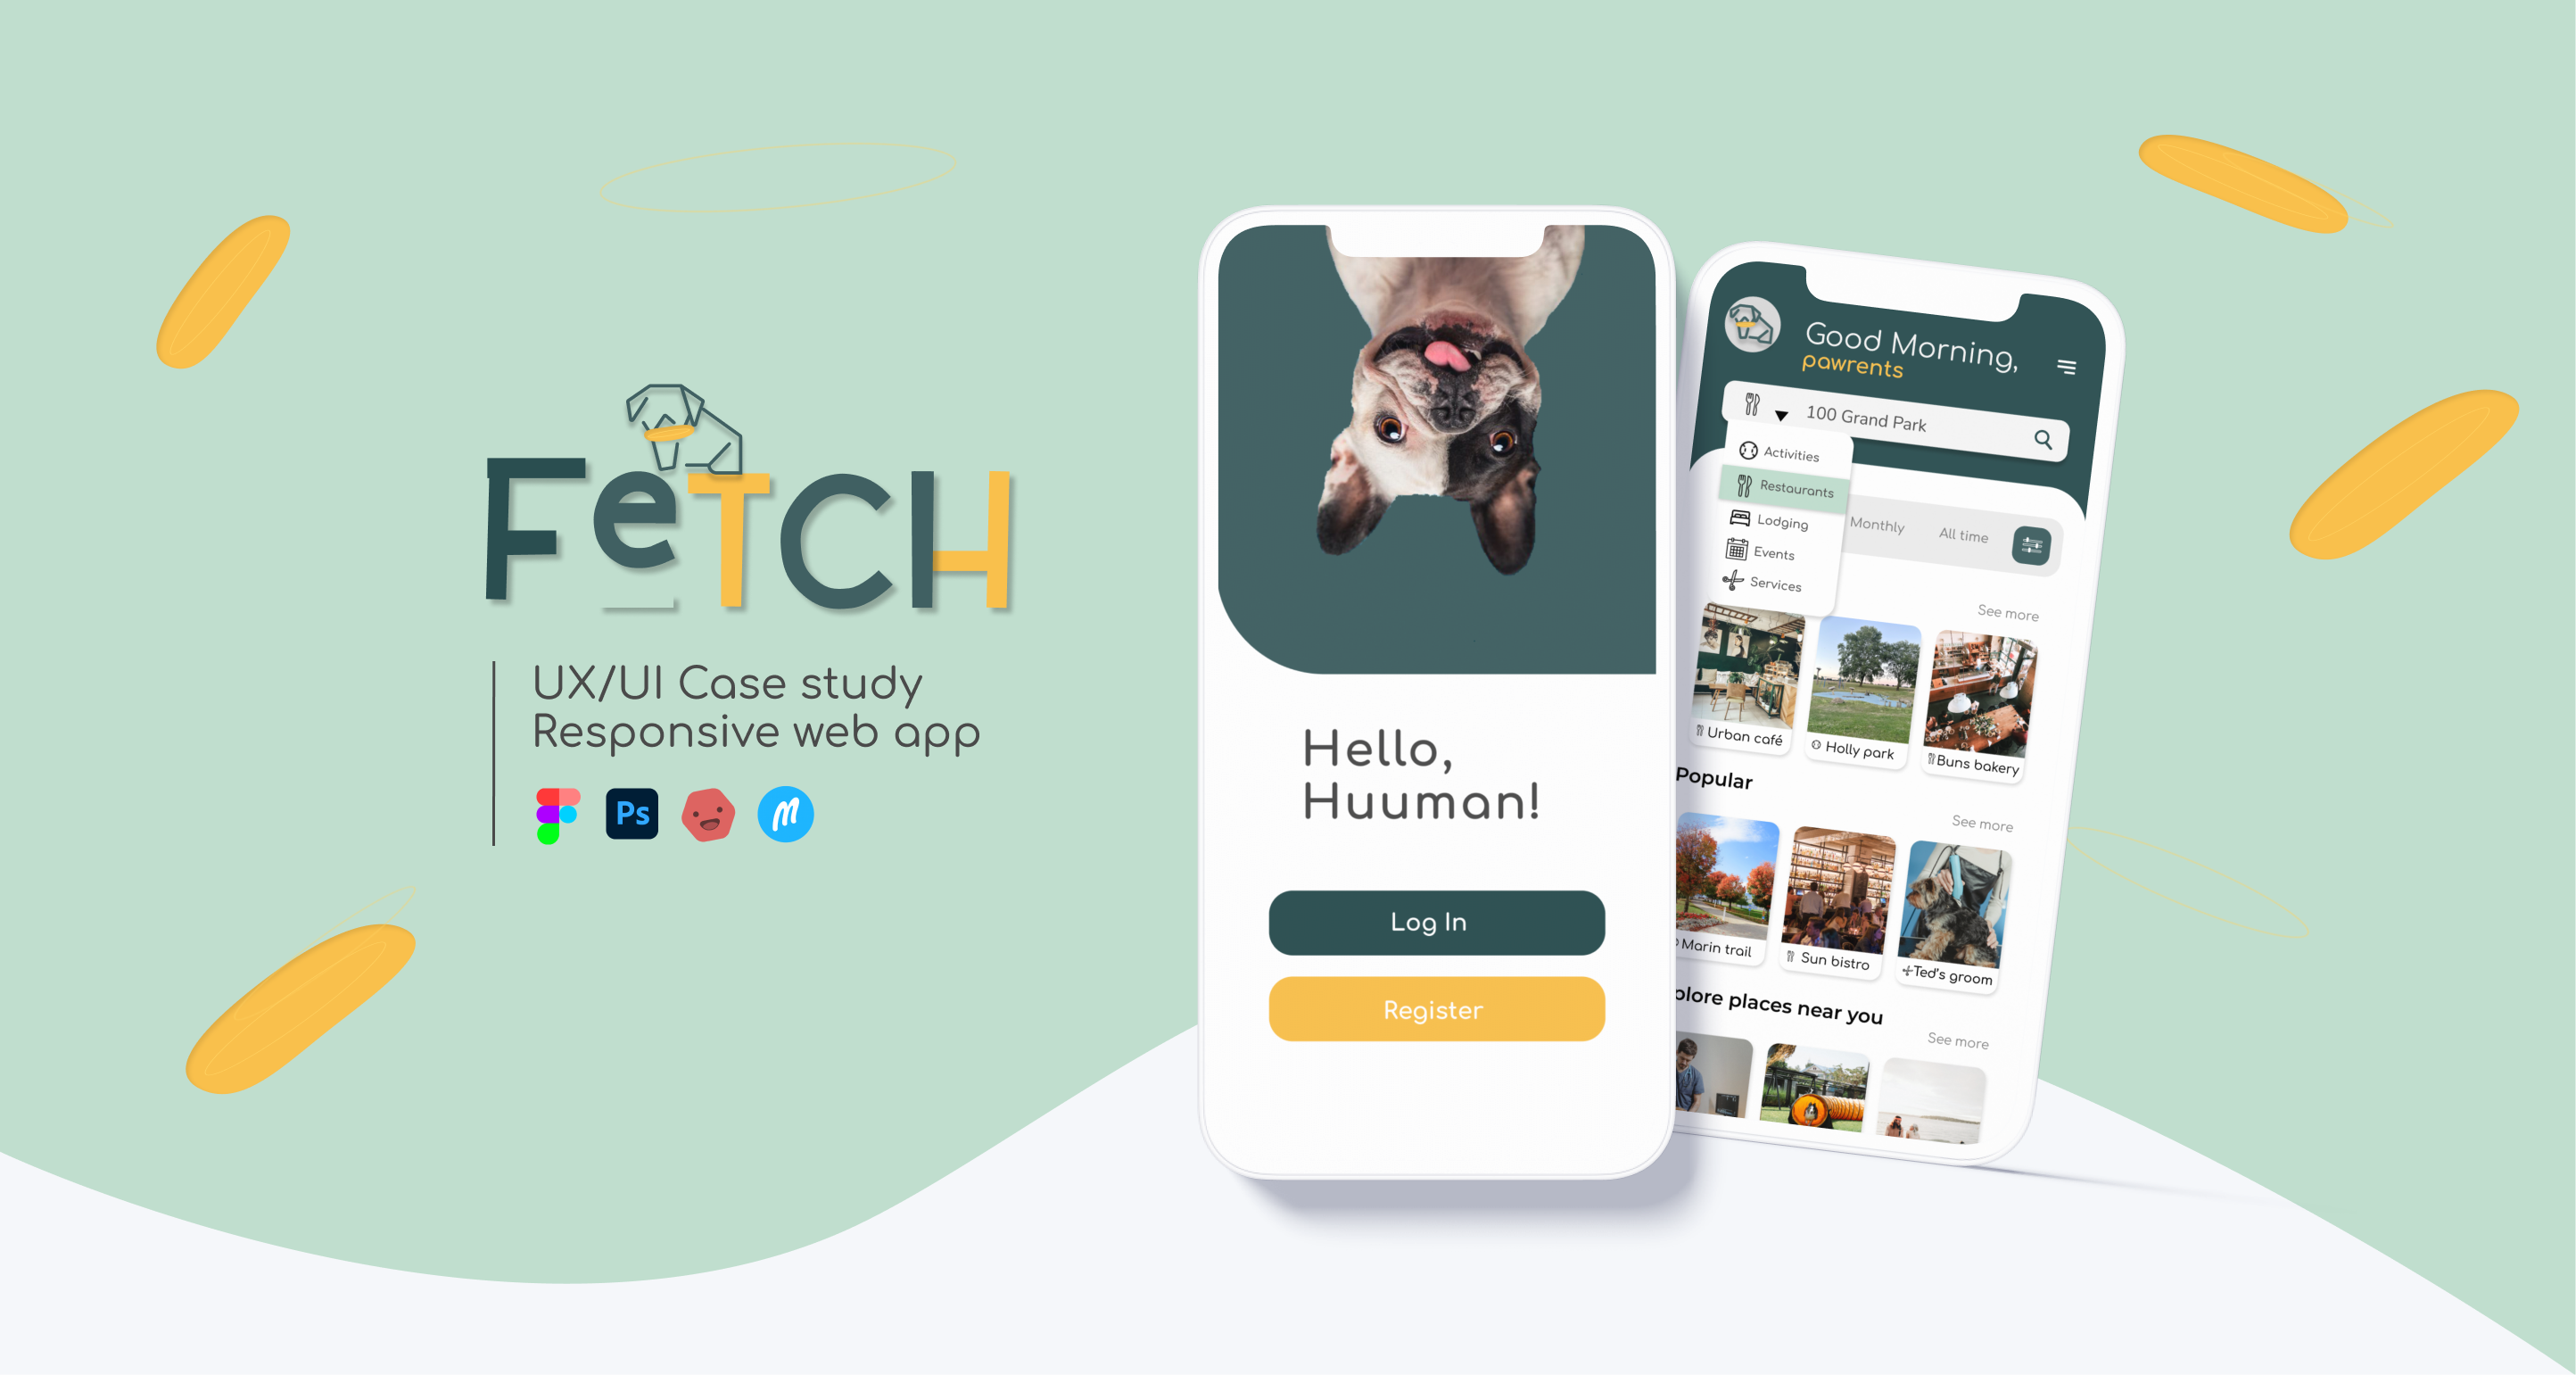 FeTCH
UX/UI Case study
Responsive web app
Ps
Hello,
Huuman!
Log In
Register
Good Morning,
pawrents
100 Grand Park
Activities
Restaurants
Lodging
Events
Services
Monthly
All time
See more
Urban café
Holly park
Buns bakery
Popular
See more
Marin trail
Sun bistro
Ted's groom
plore places near you
See more